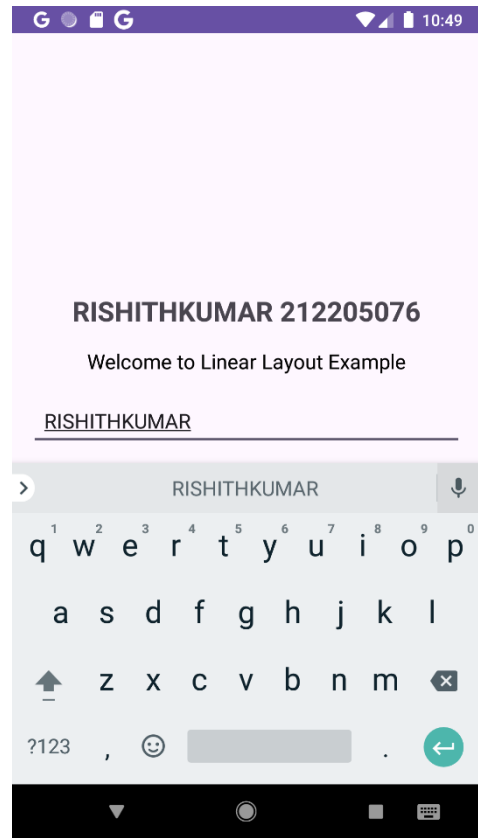 G G 10:49
RISHITHKUMAR 212205076
Welcome to Linear Layout Example
RISHITHKUMAR
RISHITHKUMAR
1 2 3 4 5 6 7 8 9 0
q w e r t y u i o p
a s d f g h j k l
z x c v b n m
?123 , .